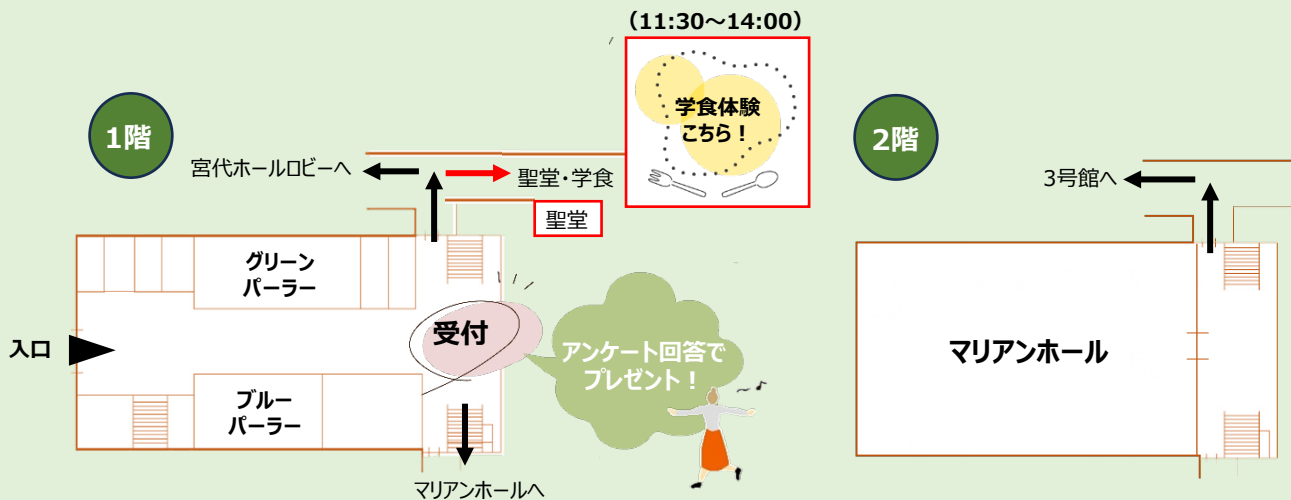 (11:30～14:00)
学食体験
こちら！
1階
宮代ホールロビーへ
聖堂・学食
聖堂
グリーン
パーラー
受付
入口
アンケート回答で
プレゼント！
ブルー
パーラー
マリアンホールへ
2階
3号館へ
マリアンホール